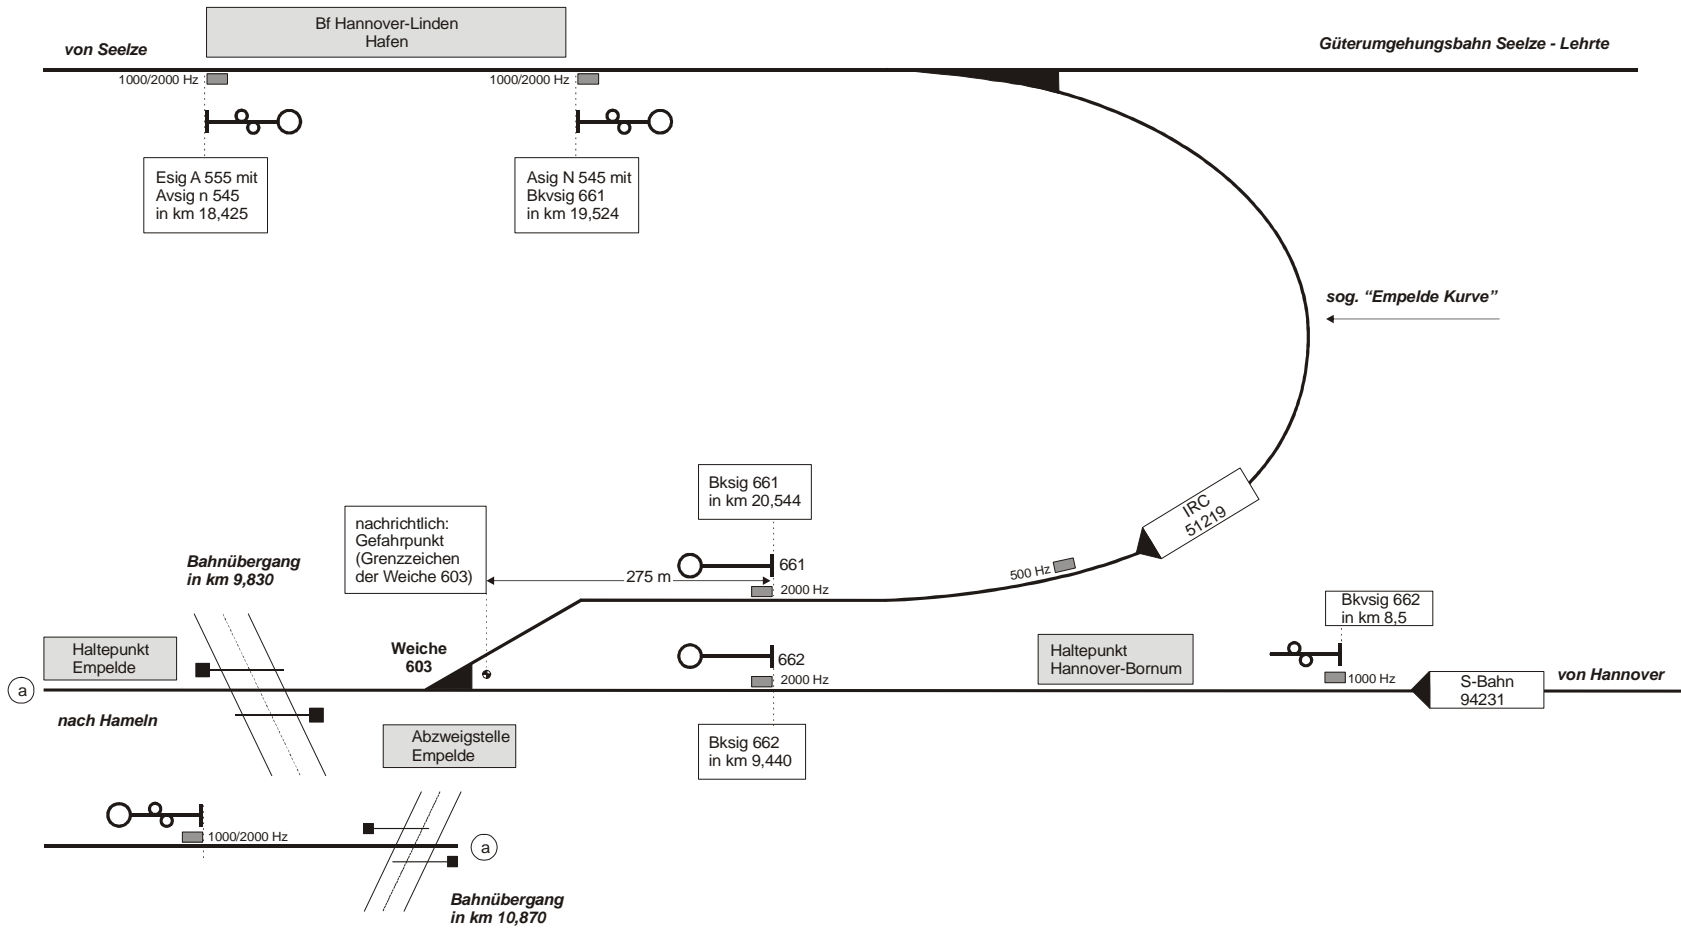 Bf Hannover-Linden
Hafen
von Seelze
Güterumgehungsbahn Seelze - Lehrte
1000/2000 Hz
1000/2000 Hz
Esig A 555 mit
Avsig n 545
in km 18,425
Asig N 545 mit
Bkvsig 661
in km 19,524
sog. "Empelde Kurve"
IRC
51219
Bksig 661
in km 20,544
nachrichtlich:
Gefahrpunkt
(Grenzzeichen
der Weiche 603)
275 m
661
2000 Hz
500 Hz
Bahnübergang
in km 9,830
Bkvsig 662
in km 8,5
Haltepunkt
Empelde
Weiche
603
662
2000 Hz
Haltepunkt
Hannover-Bornum
1000 Hz
S-Bahn
94231
von Hannover
a
nach Hameln
Abzweigstelle
Empelde
Bksig 662
in km 9,440
1000/2000 Hz
a
Bahnübergang
in km 10,870